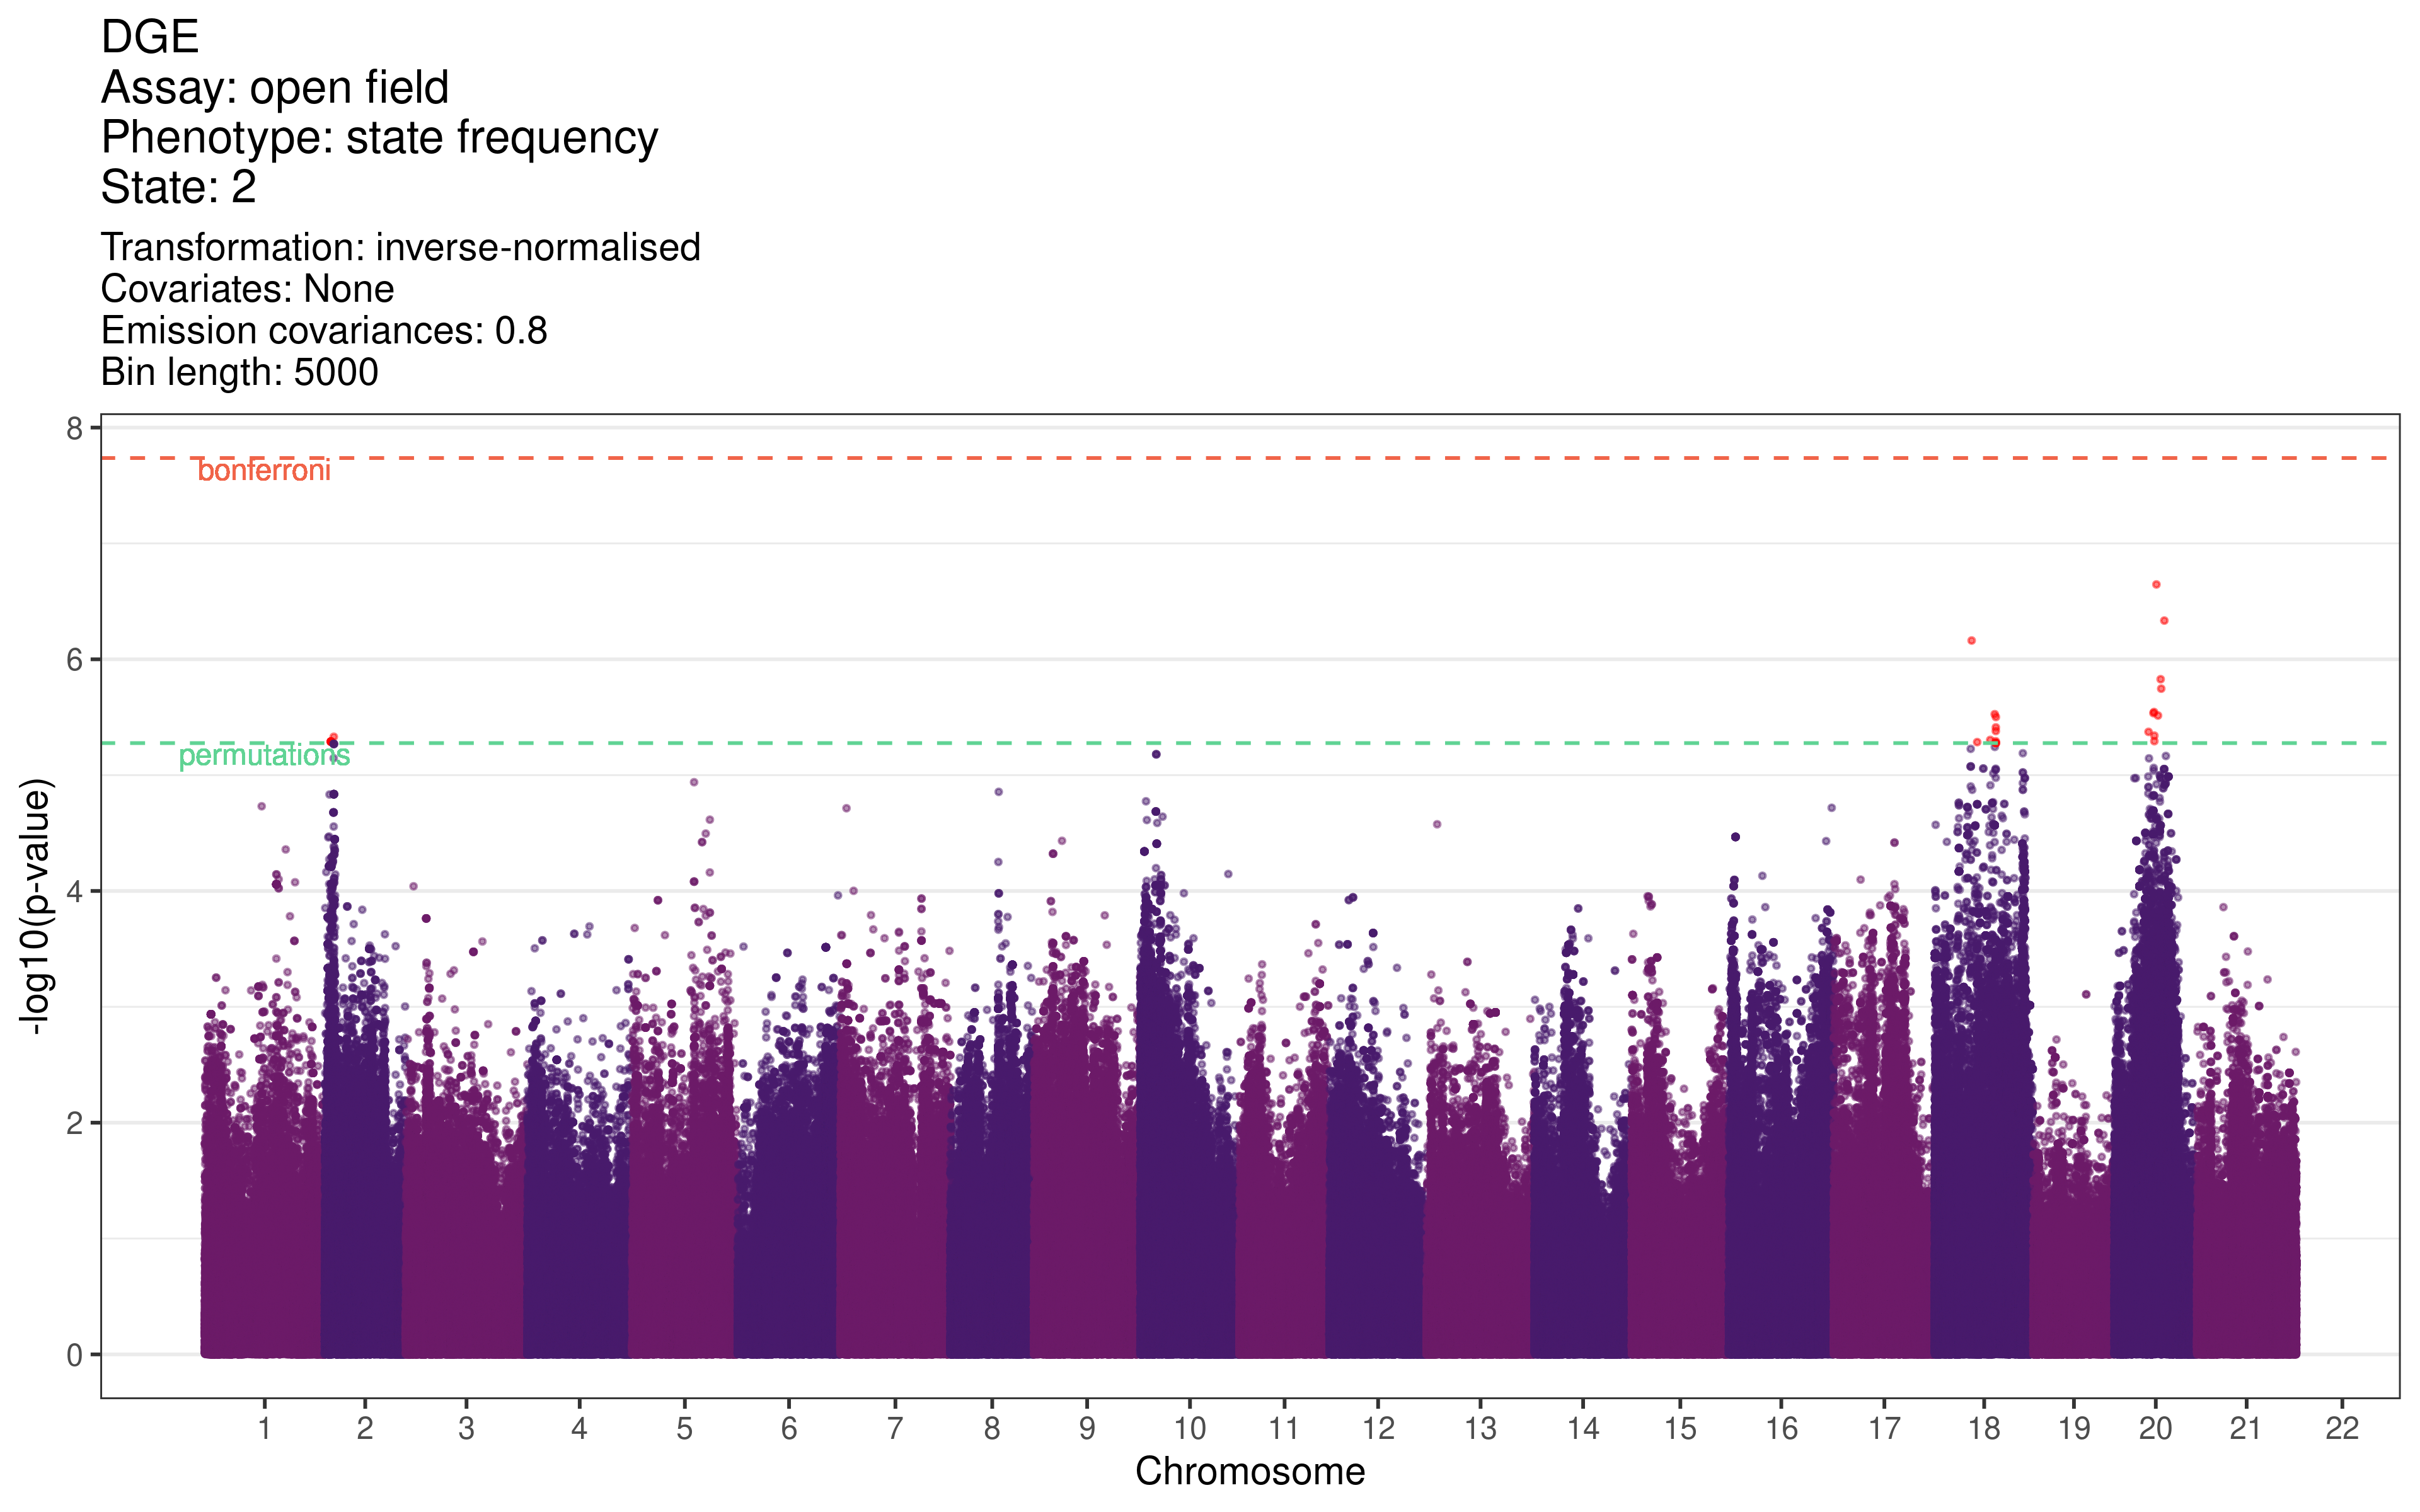 DGE
Assay: open field
Phenotype: state frequency
State: 2
Transformation: inverse-normalised
Covariates: None
Emission covariances: 0.8
Bin length: 5000
8
bonferroni
6
permutations
4
2
0
-log10(p-value)
1 2 3 4 5 6 7 8 9 10 11 12 13 14 15 16 17 18 19 20 21 22
Chromosome